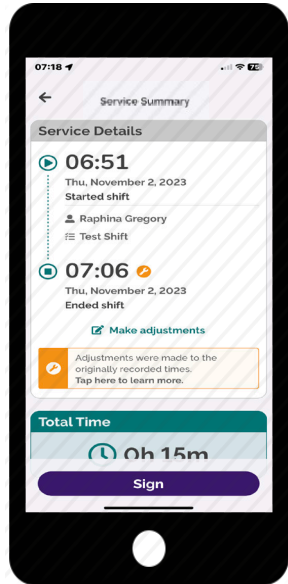 07:18
75
Service Summary
Service Details
06:51
Thu, November 2, 2023
Started shift
Raphina Gregory
Test Shift
07:06
Thu, November 2, 2023
Ended shift
Make adjustments
Adjustments were made to the
originally recorded times.
Tap here to learn more.
Total Time
0h 15m
Sign